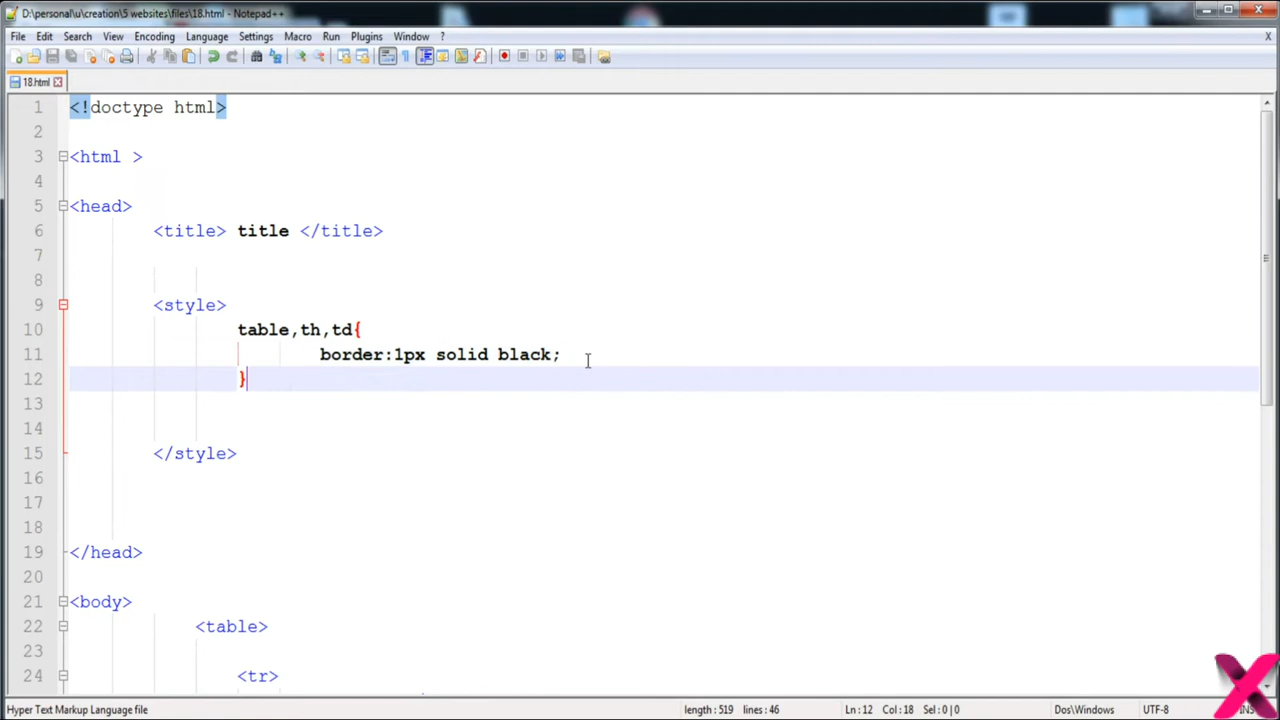 D:\personal\u\creation\5 websites\files\18.html - Notepad++
File Edit Search View Encoding Language Settings Macro Run Plugins Window ? X
18.html
1 <!doctype html>
2
3 <html >
4
5 <head>
6 <title> title </title>
7
8
9 <style>
10 table,th,td{
11 border:1px solid black;
12 }
13
14
15 </style>
16
17
18
19 </head>
20
21 <body>
22 <table>
23
24 <tr>
Hyper Text Markup Language file length : 519 lines : 46 Ln : 12 Col : 18 Sel : 0 | 0 Dos\Windows UTF-8 INS